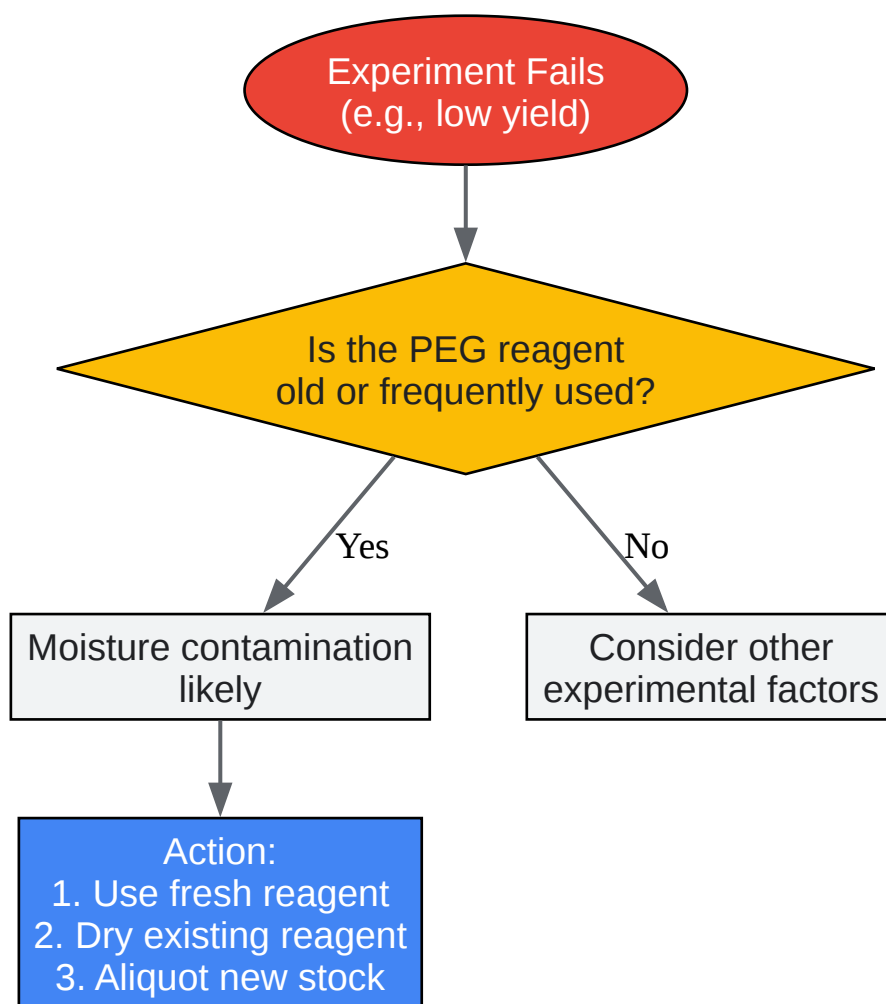 Experiment Fails
(e.g., low yield)
Is the PEG reagent
old or frequently used?
Yes
No
Moisture contamination
likely
Consider other
experimental factors
Action:
1. Use fresh reagent
2. Dry existing reagent
3. Aliquot new stock